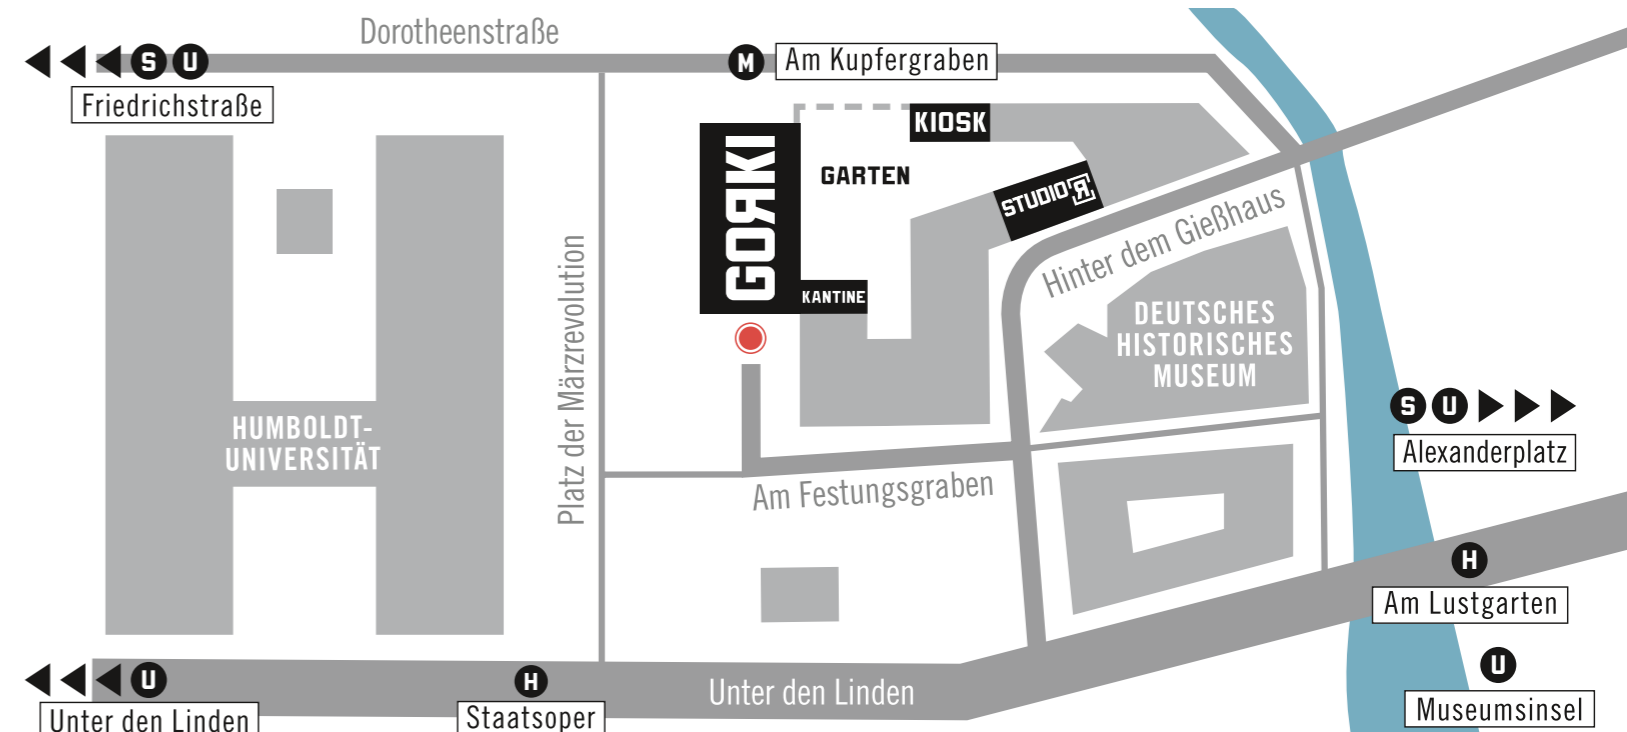 Dorotheenstraße
S U
Friedrichstraße
M
Am Kupfergraben
KIOSK
GARTEN
GOЯKI
STUDIO Я
KANTINE
Hinter dem Gießhaus
Platz der Märzrevolution
DEUTSCHES
HISTORISCHES
MUSEUM
HUMBOLDT-
UNIVERSITÄT
S U
Alexanderplatz
Am Festungsgraben
H
Am Lustgarten
U
Unter den Linden
H
Staatsoper
Unter den Linden
U
Museumsinsel